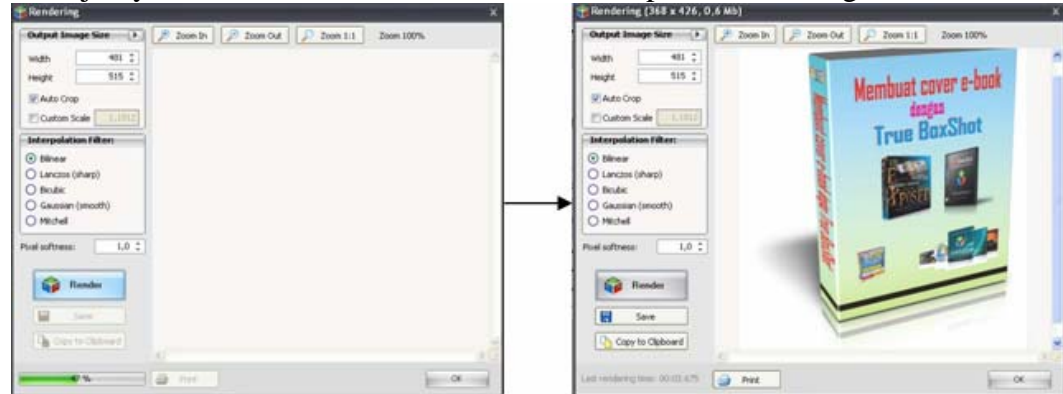 Rendering
Output Image Size
Zoom In
Zoom Out
Zoom 1:1
Zoom 100%
Width 481
Height 515
Auto Crop
Custom Scale
Interpolation Filter:
Bilinear
Lanczos (sharp)
Bicubic
Gaussian (smooth)
Mitchell
Pixel softness: 1,0
Render
Save
Copy to Clipboard
Print
OK
Rendering (368 x 426, 0,6 Mb)
Output Image Size
Zoom In
Zoom Out
Zoom 1:1
Zoom 100%
Width 481
Height 515
Auto Crop
Custom Scale
Interpolation Filter:
Bilinear
Lanczos (sharp)
Bicubic
Gaussian (smooth)
Mitchell
Pixel softness: 1,0
Render
Save
Copy to Clipboard
Last rendering time:
Print
OK
Membuat cover e-book
dengan
True BoxShot